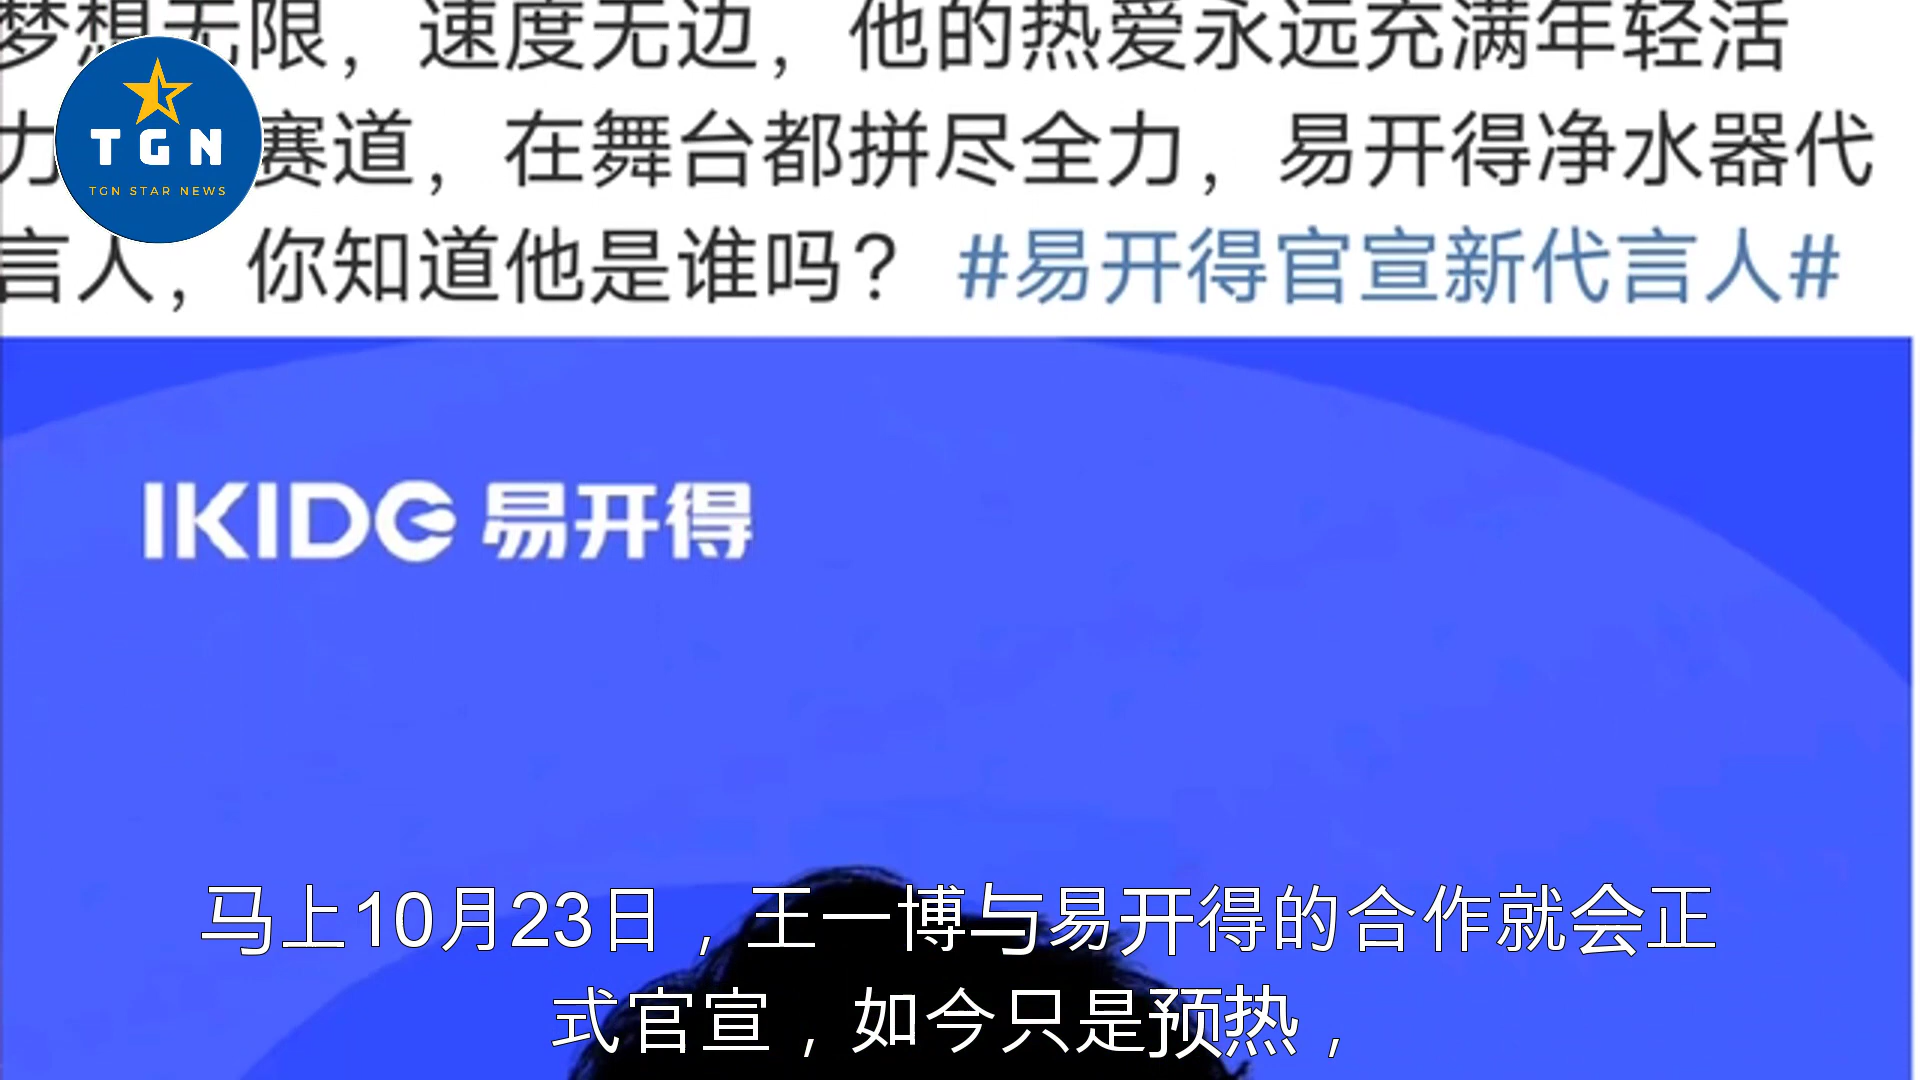 梦想无限，速度无边，他的热爱永远充满年轻活
力 赛道，在舞台都拼尽全力，易开得净水器代
言人，你知道他是谁吗？ #易开得官宣新代言人#
TGN
TGN STAR NEWS
IKIDE 易开得
马上10月23日，王一博与易开得的合作就会正
式官宣，如今只是预热，